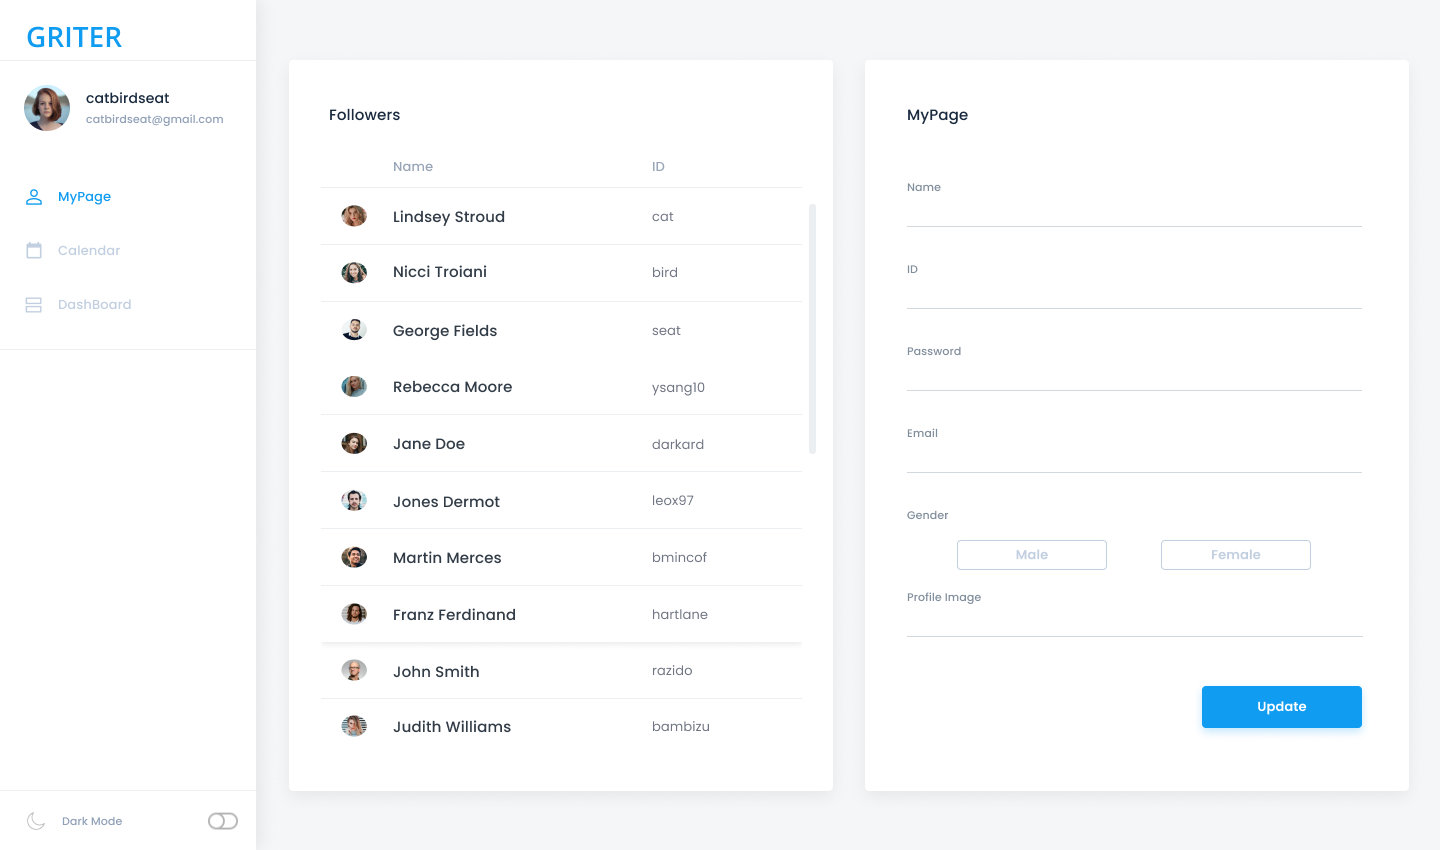 GRITER
catbirdseat
catbirdseat@gmail.com
MyPage
Calendar
DashBoard
Dark Mode
Followers
Name ID
Lindsey Stroud cat
Nicci Troiani bird
George Fields seat
Rebecca Moore ysang10
Jane Doe darkard
Jones Dermot leox97
Martin Merces bmincof
Franz Ferdinand hartlane
John Smith razido
Judith Williams bambizu
MyPage
Name
ID
Password
Email
Gender
Male Female
Profile Image
Update